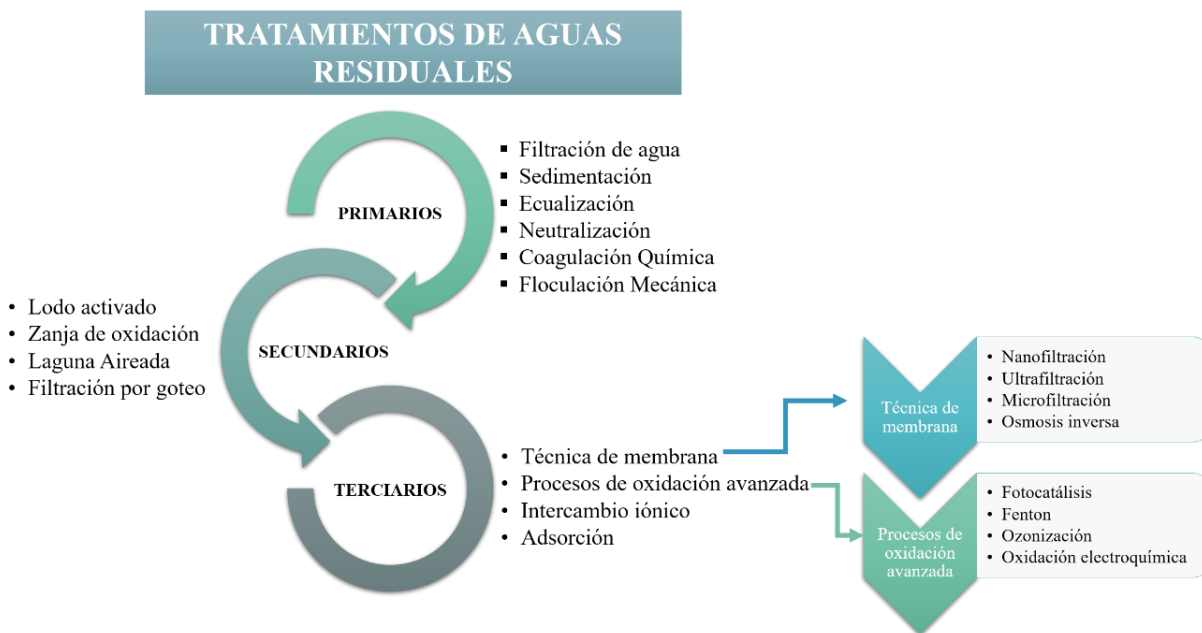 TRATAMIENTOS DE AGUAS
RESIDUALES
PRIMARIOS
▪ Filtración de agua
▪ Sedimentación
▪ Ecualización
▪ Neutralización
▪ Coagulación Química
▪ Floculación Mecánica
• Lodo activado
• Zanja de oxidación
• Laguna Aireada
• Filtración por goteo
SECUNDARIOS
TERCIARIOS
• Técnica de membrana
• Procesos de oxidación avanzada
• Intercambio iónico
• Adsorción
Técnica de
membrana
• Nanofiltración
• Ultrafiltración
• Microfiltración
• Osmosis inversa
Procesos de
oxidación
avanzada
• Fotocatálisis
• Fenton
• Ozonización
• Oxidación electroquímica